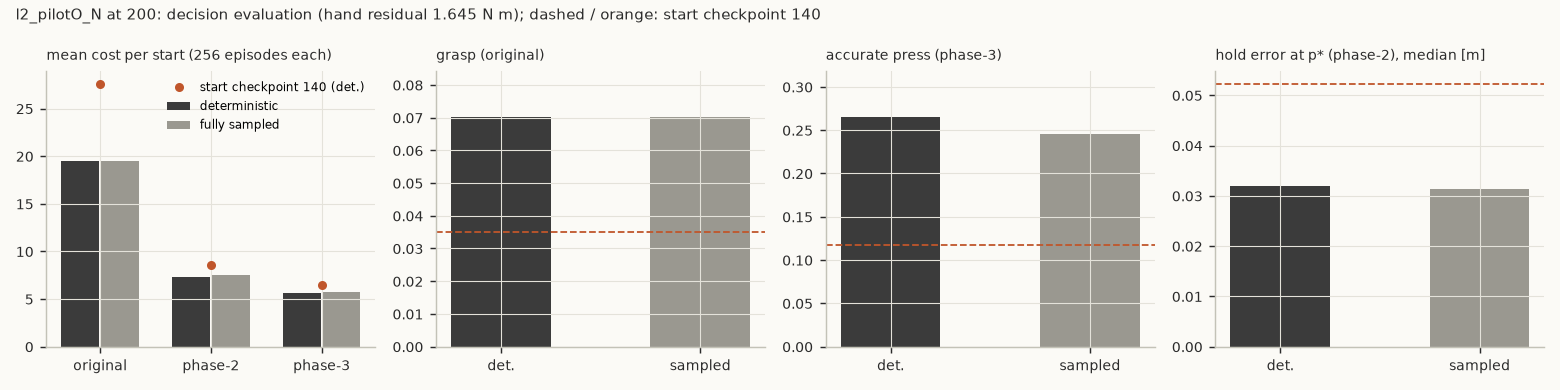 l2_pilotO_N at 200: decision evaluation (hand residual 1.645 N m); dashed / orange: start checkpoint 140
mean cost per start (256 episodes each)
start checkpoint 140 (det.)
deterministic
fully sampled
25
20
15
10
5
0
original phase-2 phase-3
grasp (original)
0.08
0.07
0.06
0.05
0.04
0.03
0.02
0.01
0.00
det. sampled
accurate press (phase-3)
0.30
0.25
0.20
0.15
0.10
0.05
0.00
det. sampled
hold error at p* (phase-2), median [m]
0.05
0.04
0.03
0.02
0.01
0.00
det. sampled